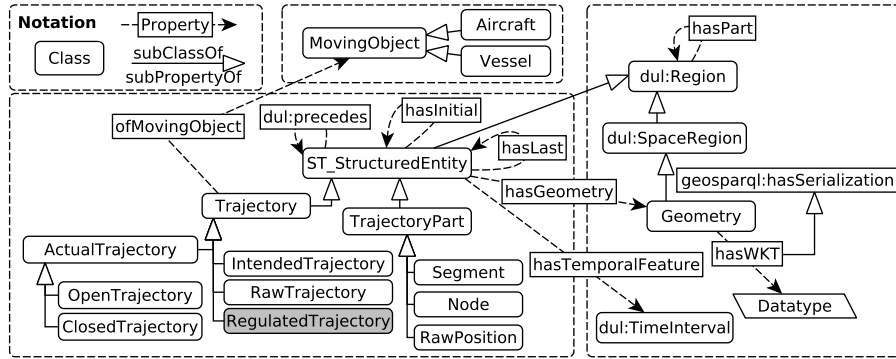 Notation
Property
Class
subClassOf
subPropertyOf
MovingObject
Aircraft
Vessel
hasPart
dul:Region
dul:SpaceRegion
geosparql:hasSerialization
Geometry
hasWKT
Datatype
dul:TimeInterval
ofMovingObject
dul:precedes
hasInitial
hasLast
ST_StructuredEntity
hasGeometry
hasTemporalFeature
Trajectory
TrajectoryPart
ActualTrajectory
OpenTrajectory
ClosedTrajectory
IntendedTrajectory
RawTrajectory
RegulatedTrajectory
Segment
Node
RawPosition